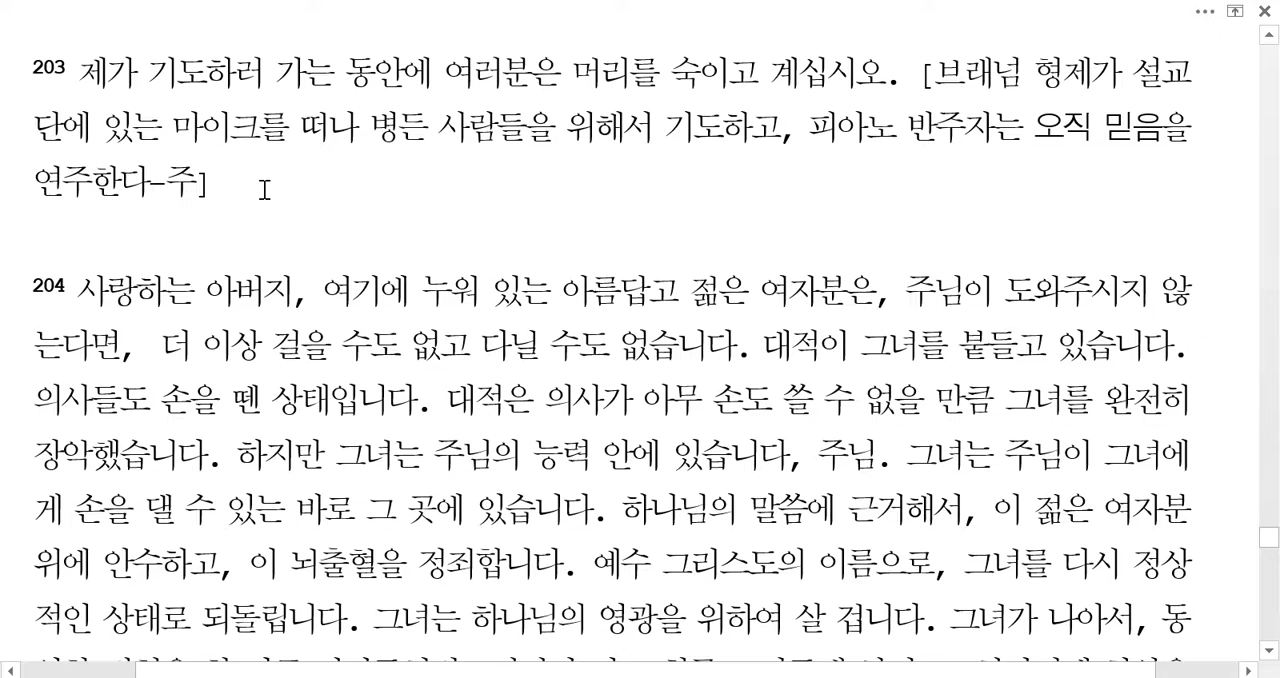 203 제가 기도하러 가는 동안에 여러분은 머리를 숙이고 계십시오. [브래넘 형제가 설교
단에 있는 마이크를 떠나 병든 사람들을 위해서 기도하고, 피아노 반주자는 오직 믿음을
연주한다-주]
204 사랑하는 아버지, 여기에 누워 있는 아름답고 젊은 여자분은, 주님이 도와주시지 않
는다면, 더 이상 걸을 수도 없고 다닐 수도 없습니다. 대적이 그녀를 붙들고 있습니다.
의사들도 손을 뗀 상태입니다. 대적은 의사가 아무 손도 쓸 수 없을 만큼 그녀를 완전히
장악했습니다. 하지만 그녀는 주님의 능력 안에 있습니다, 주님. 그녀는 주님이 그녀에
게 손을 댈 수 있는 바로 그 곳에 있습니다. 하나님의 말씀에 근거해서, 이 젊은 여자분
위에 안수하고, 이 뇌출혈을 정죄합니다. 예수 그리스도의 이름으로, 그녀를 다시 정상
적인 상태로 되돌립니다. 그녀는 하나님의 영광을 위하여 살 겁니다. 그녀가 나아서, 동